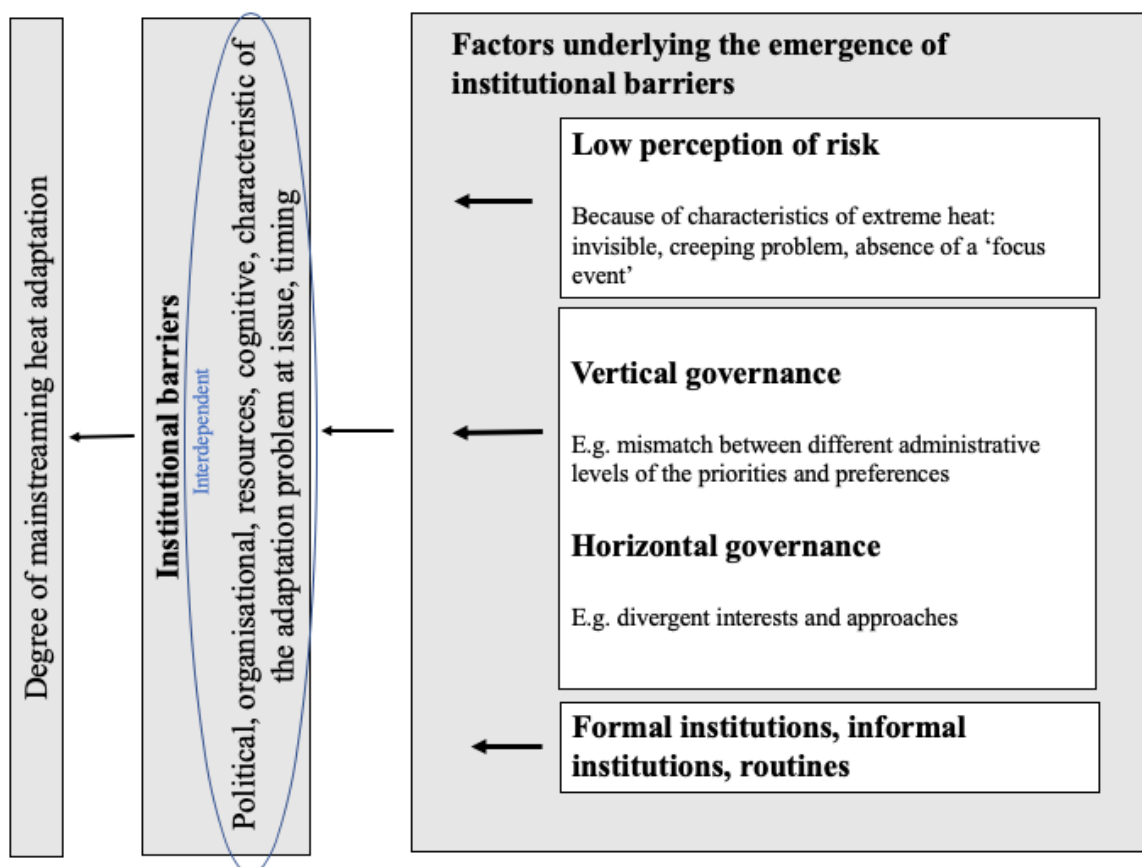 Degree of mainstreaming heat adaptation
Institutional barriers
Interdependent
Political, organisational, resources, cognitive, characteristic of
the adaptation problem at issue, timing
Factors underlying the emergence of
institutional barriers
Low perception of risk
Because of characteristics of extreme heat:
invisible, creeping problem, absence of a ‘focus
event’
Vertical governance
E.g. mismatch between different administrative
levels of the priorities and preferences
Horizontal governance
E.g. divergent interests and approaches
Formal institutions, informal
institutions, routines